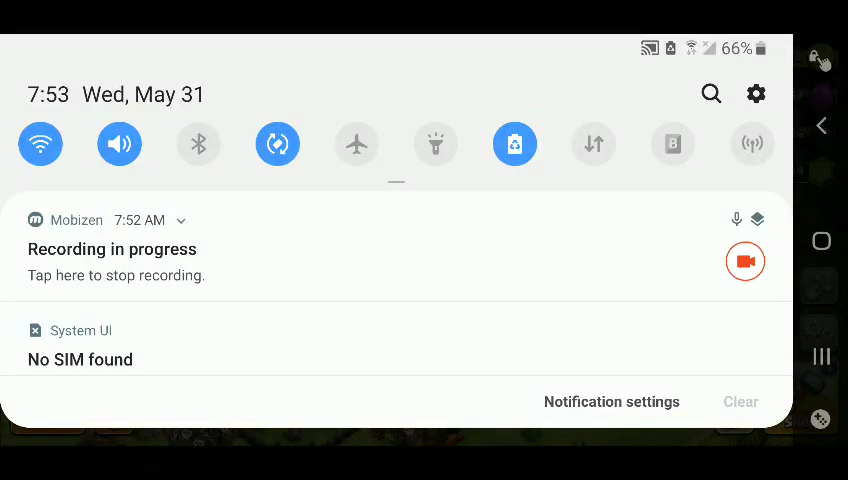 66%
7:53 Wed, May 31
B
Mobizen 7:52 AM
Recording in progress
Tap here to stop recording.
System UI
No SIM found
Notification settings Clear